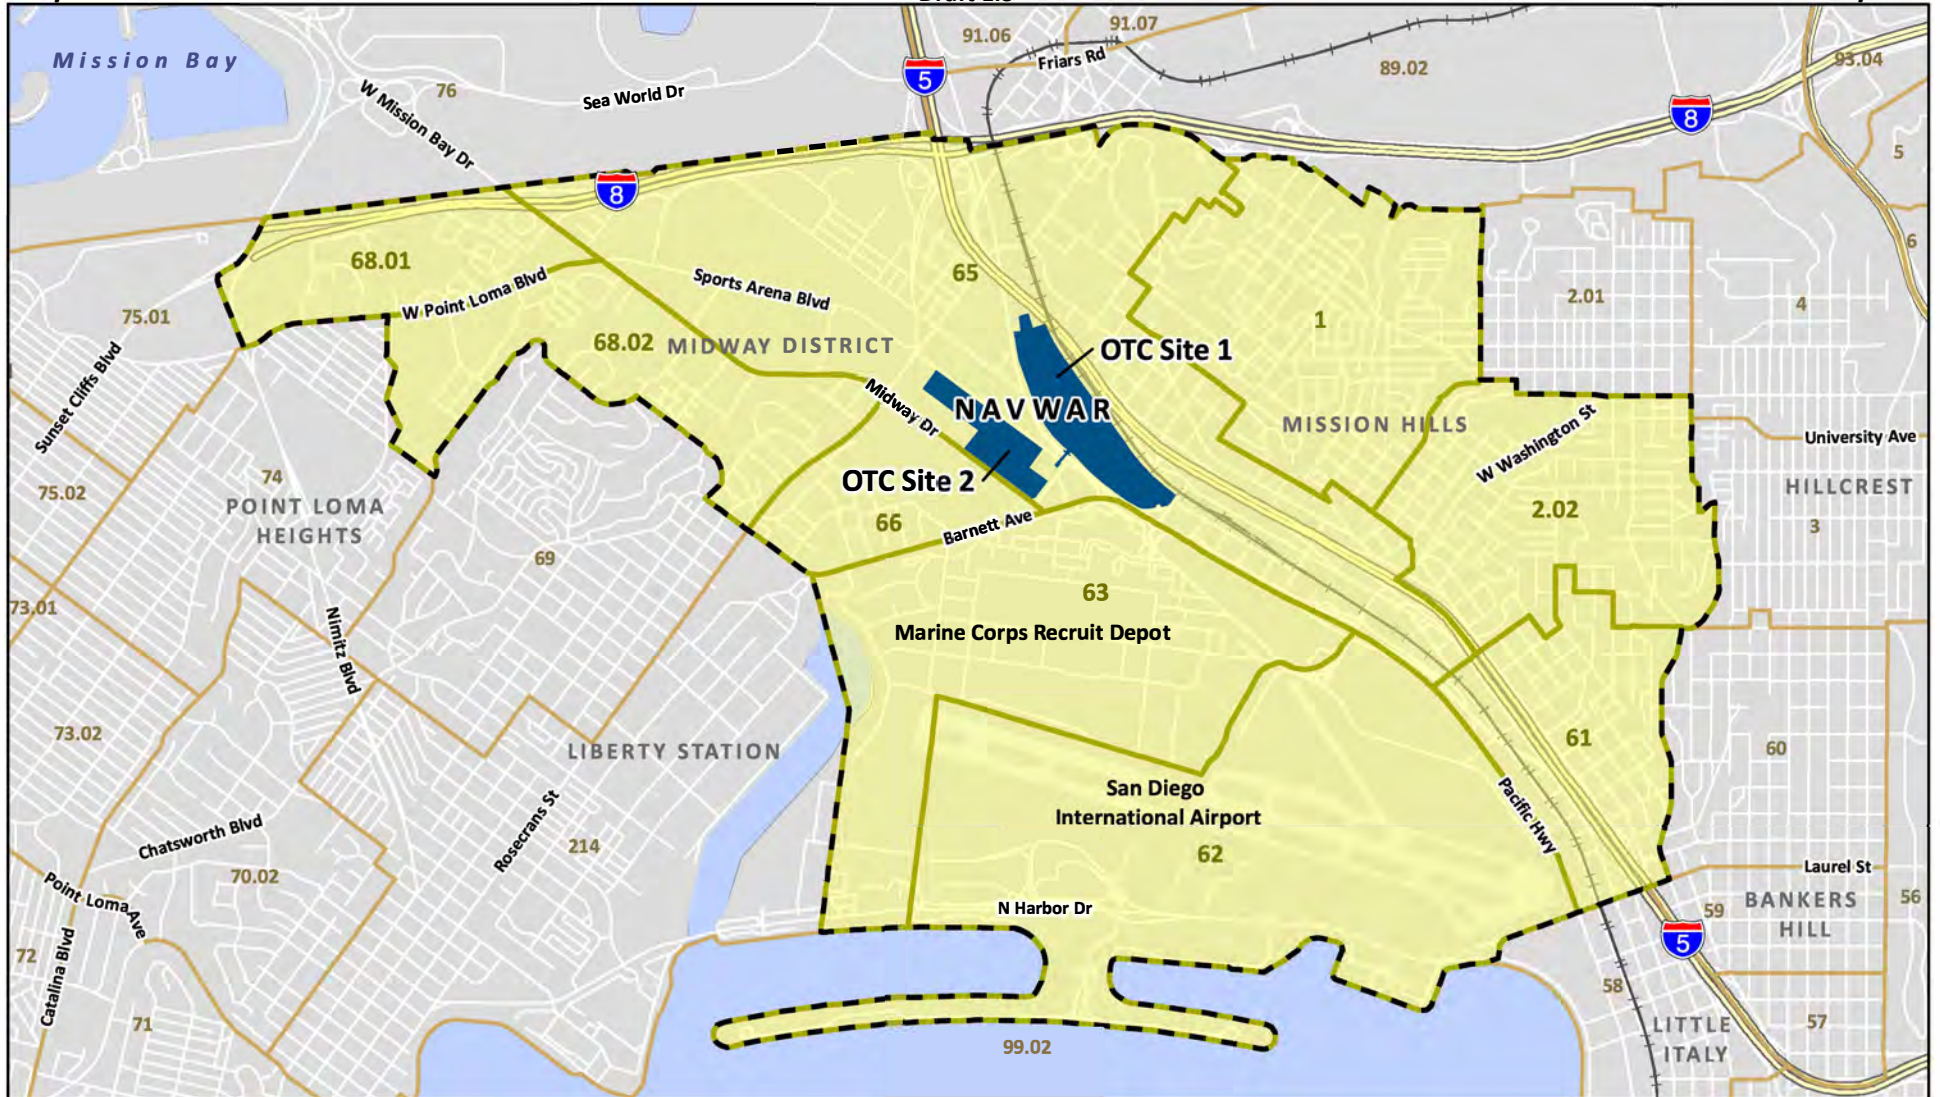 Mission Bay
76
W Mission Bay Dr
Sea World Dr
5
91.06
91.07
Friars Rd
89.02
8
93.04
5
8
6
68.01
W Point Loma Blvd
Sports Arena Blvd
65
2.01
4
1
75.01
68.02
MIDWAY DISTRICT
OTC Site 1
Sunset Cliffs Blvd
Midway Dr
NAVWAR
MISSION HILLS
W Washington St
University Ave
HILLCREST
75.02
74
POINT LOMA
HEIGHTS
OTC Site 2
66
Barnett Ave
2.02
3
69
63
Marine Corps Recruit Depot
73.01
Nimitz Blvd
73.02
LIBERTY STATION
61
60
San Diego
International Airport
62
Pacific Hwy
Chatsworth Blvd
Rosecrans St
214
70.02
Point Loma Ave
N Harbor Dr
Laurel St
BANKERS
HILL
56
59
5
72
Catalina Blvd
71
99.02
58
LITTLE
ITALY
57